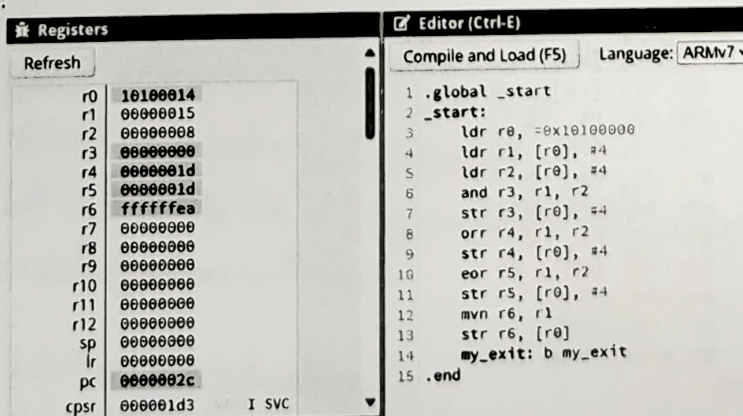 Registers
Refresh
r0 10100014
r1 00000015
r2 00000008
r3 00000000
r4 0000001d
r5 0000001d
r6 ffffffea
r7 00000000
r8 00000000
r9 00000000
r10 00000000
r11 00000000
r12 00000000
sp 00000000
lr 00000000
pc 0000002c
cpsr 000001d3 I SVC
Editor (Ctrl-E)
Compile and Load (F5) Language: ARMv7
1 .global _start
2 _start:
3 ldr r0, =0x10100000
4 ldr r1, [r0], #4
5 ldr r2, [r0], #4
6 and r3, r1, r2
7 str r3, [r0], #4
8 orr r4, r1, r2
9 str r4, [r0], #4
10 eor r5, r1, r2
11 str r5, [r0], #4
12 mvn r6, r1
13 str r6, [r0]
14 my_exit: b my_exit
15 .end